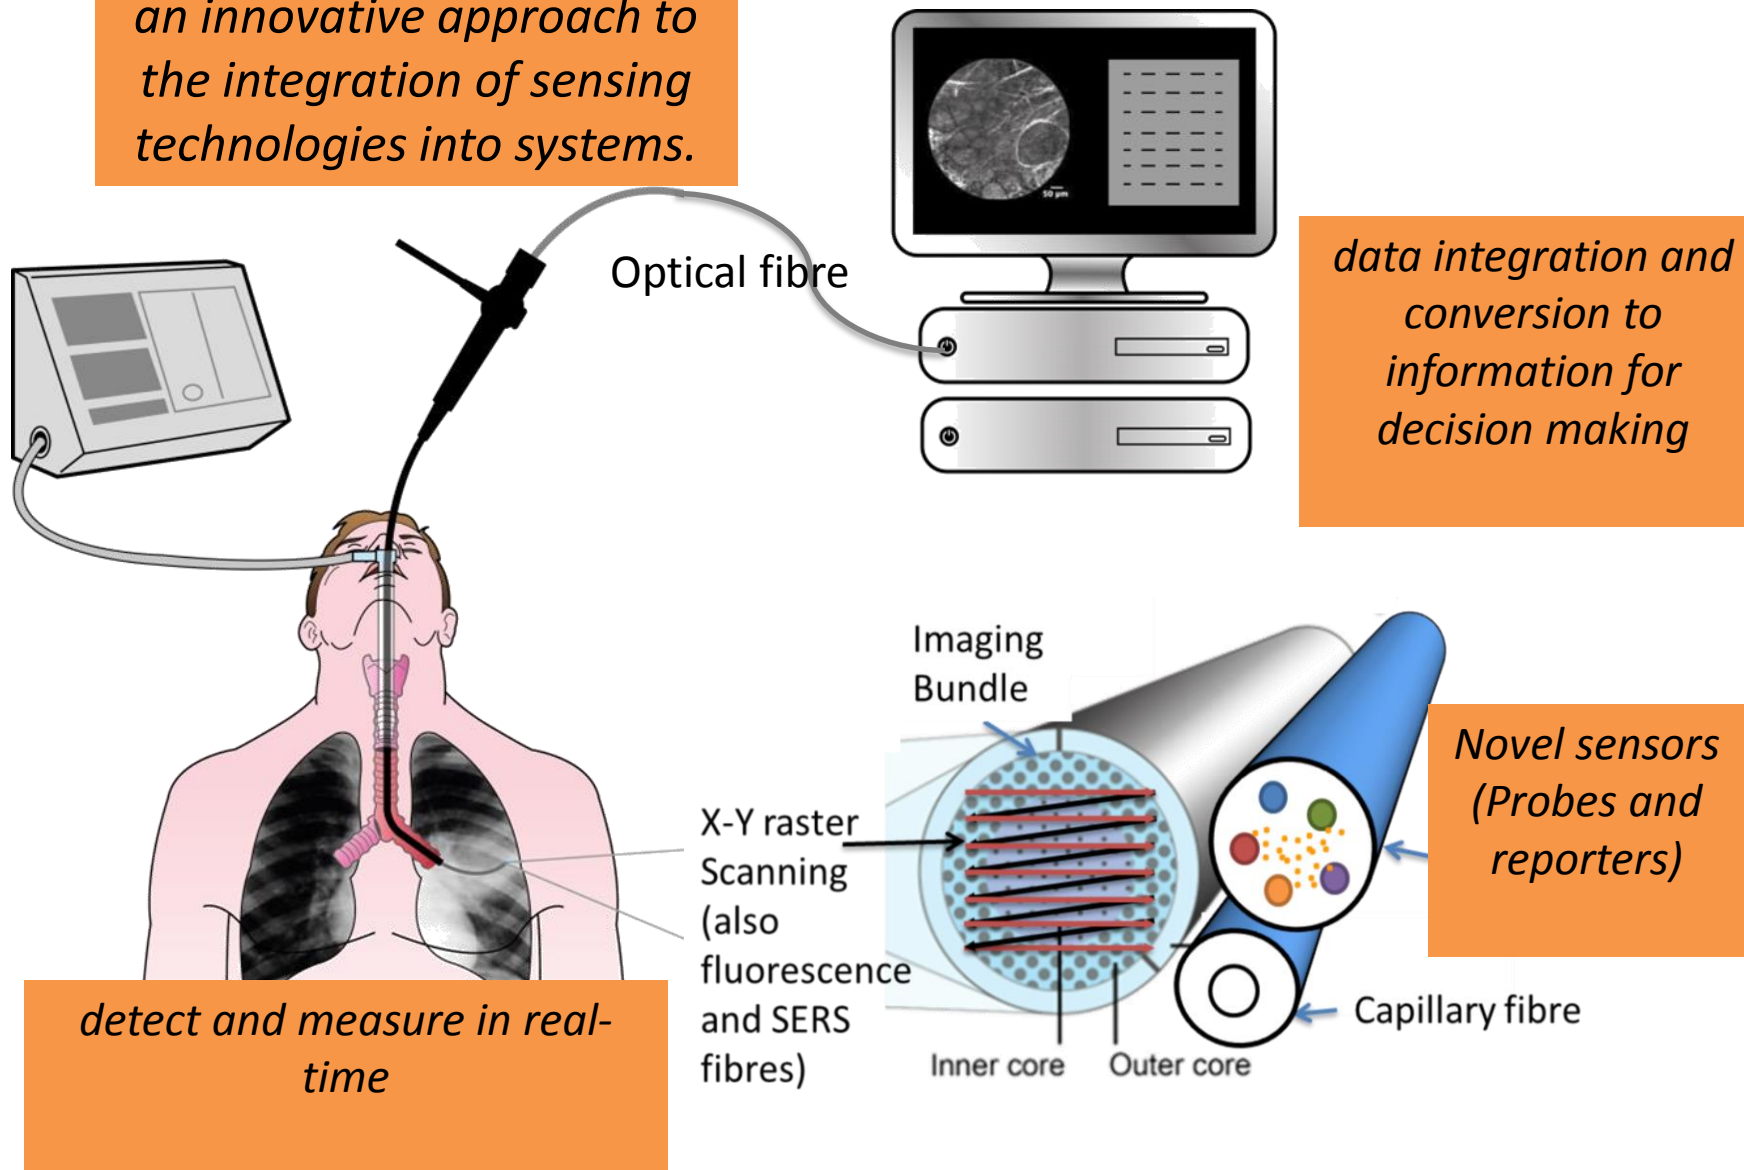 an innovative approach to
the integration of sensing
technologies into systems.
Optical fibre
50 µm
data integration and
conversion to
information for
decision making
Imaging
Bundle
Novel sensors
(Probes and
reporters)
X-Y raster
Scanning
(also
fluorescence
and SERS
fibres)
Capillary fibre
Inner core
Outer core
detect and measure in real-
time